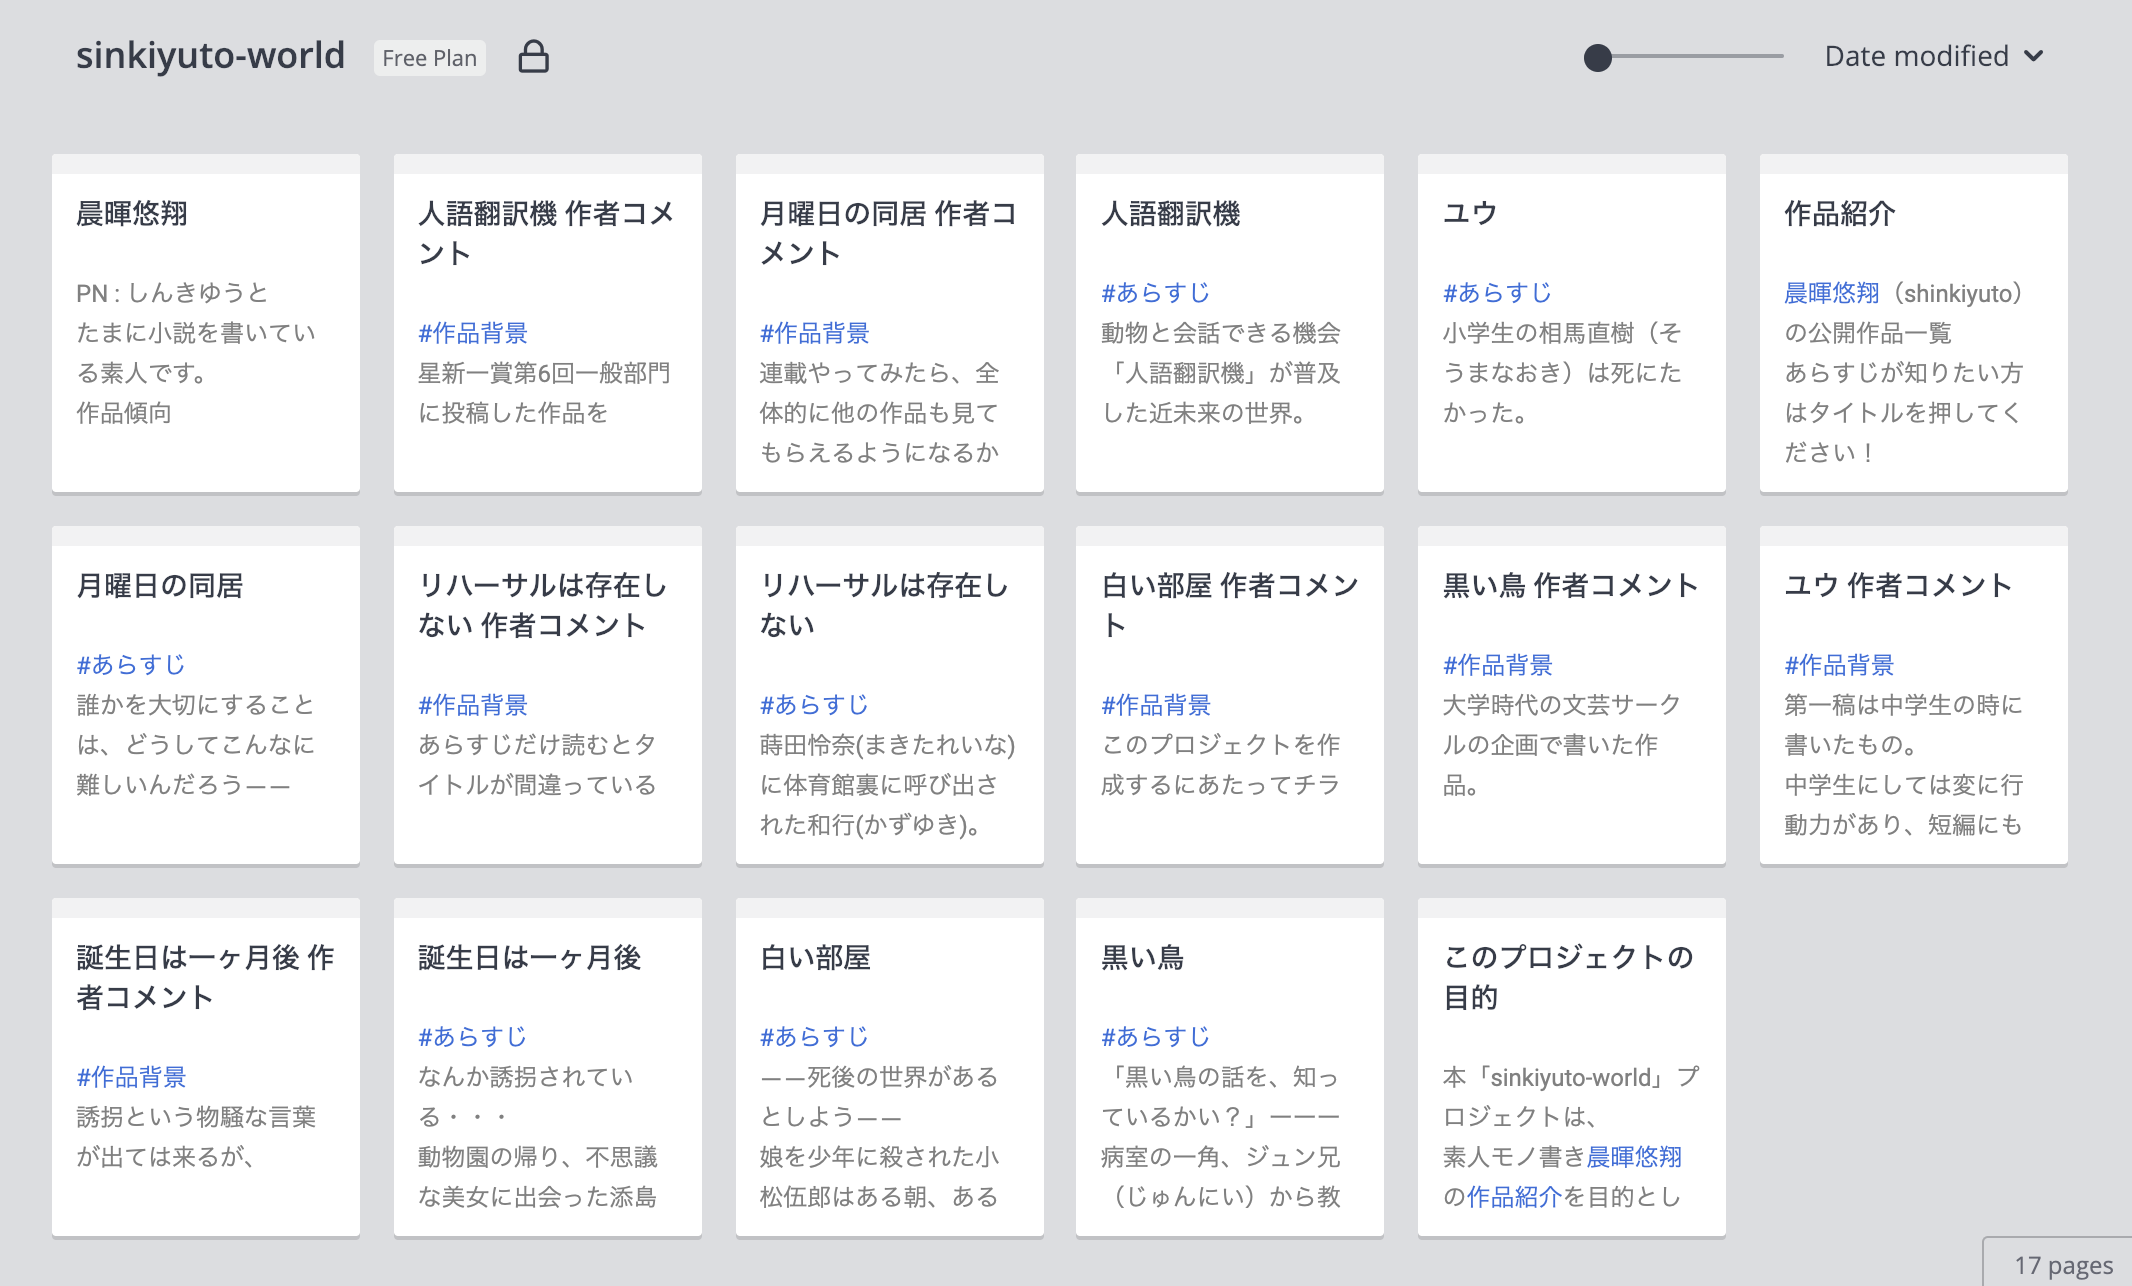 sinkiyuto-world
Free Plan
Date modified
晨暉悠翔
PN : しんきゆうと
たまに小説を書いてい
る素人です。
作品傾向
人語翻訳機 作者コメ
ント
#作品背景
星新一賞第6回一般部門
に投稿した作品を
月曜日の同居 作者コ
メント
#作品背景
連載やってみたら、全
体的に他の作品も見て
もらえるようになるか
人語翻訳機
#あらすじ
動物と会話できる機会
「人語翻訳機」が普及
した近未来の世界。
ユウ
#あらすじ
小学生の相馬直樹（そ
うまなおき）は死にた
かった。
作品紹介
晨暉悠翔（shinkiyuto）
の公開作品一覧
あらすじが知りたい方
はタイトルを押してく
ださい！
月曜日の同居
#あらすじ
誰かを大切にすること
は、どうしてこんなに
難しいんだろう——
リハーサルは存在し
ない 作者コメント
#作品背景
あらすじだけ読むとタ
イトルが間違っている
リハーサルは存在し
ない
#あらすじ
蒔田怜奈(まきたれいな)
に体育館裏に呼び出さ
れた和行(かずゆき)。
白い部屋 作者コメン
ト
#作品背景
このプロジェクトを作
成するにあたってチラ
黒い鳥 作者コメント
#作品背景
大学時代の文芸サーク
ルの企画で書いた作
品。
ユウ 作者コメント
#作品背景
第一稿は中学生の時に
書いたもの。
中学生にしては変に行
動力があり、短編にも
誕生日は一ヶ月後 作
者コメント
#作品背景
誘拐という物騒な言葉
が出ては来るが、
誕生日は一ヶ月後
#あらすじ
なんか誘拐されてい
る・・・
動物園の帰り、不思議
な美女に出会った添島
白い部屋
#あらすじ
——死後の世界がある
としよう——
娘を少年に殺された小
松伍郎はある朝、ある
黒い鳥
#あらすじ
「黒い鳥の話を、知っ
ているかい？」ーーー
病室の一角、ジュン兄
（じゅんにい）から教
このプロジェクトの
目的
本「sinkiyuto-world」プ
ロジェクトは、
素人モノ書き晨暉悠翔
の作品紹介を目的とし
17 pages